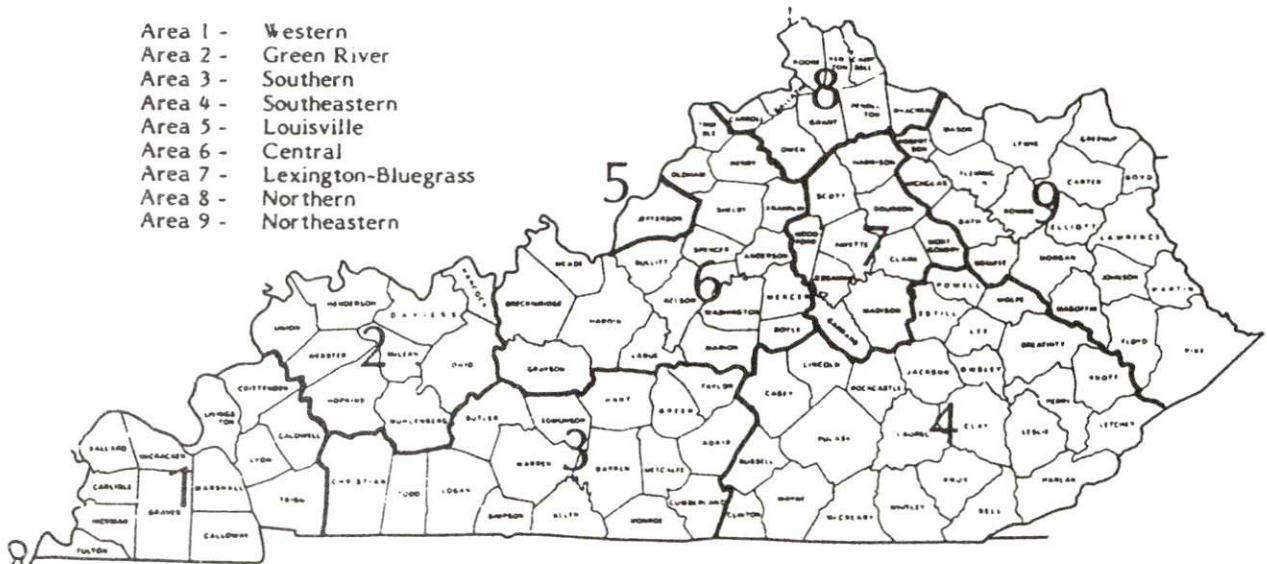 Area 1 - Western
Area 2 - Green River
Area 3 - Southern
Area 4 - Southeastern
Area 5 - Louisville
Area 6 - Central
Area 7 - Lexington-Bluegrass
Area 8 - Northern
Area 9 - Northeastern
8
GRANT
OWEN
CARROLL
MASON
LEWIS
GREENUP
HENRY
HARRISON
OLDHAM
5
NICHOLAS
CARTER
BOYD
SCOTT
9
JEFFERSON
SHELBY
FRANKLIN
BOURBON
BATH
ROWAN
ELLIOTT
LAWRENCE
FAYETTE
7
SPENCER
ANDERSON
CLARK
MORGAN
MEADE
BULLITT
JOHNSON
MARTIN
HANCOCK
6
POWELL
WOLFE
MAGOFFIN
BRECKINRIDGE
NELSON
MERCER
MADISON
ESTILL
HENDERSON
DAVIESS
WASHINGTON
GARRARD
LEE
HARDIN
BOYLE
FLOYD
PIKE
UNION
2
McLEAN
MARION
BREATHITT
WEBSTER
OHIO
LARUE
LINCOLN
OWSLEY
GRAYSON
ROCKCASTLE
JACKSON
KNOTT
CRITTENDEN
HOPKINS
TAYLOR
CASEY
HART
GREEN
PERRY
LIVINGS
TON
MUHLENBERG
BUTLER
EDMONSON
4
LETCHER
CALDWELL
3
ADAIR
PULASKI
LAUREL
CLAY
LESLIE
BALLARD
McCRACKEN
LYON
WARREN
BARREN
METCALFE
RUSSELL
CARLISLE
1
MARSHALL
TRIGG
CHRISTIAN
TODD
LOGAN
CUMBERLAND
WAYNE
KNOX
HARLAN
HICKMAN
GRAVES
SIMPSON
ALLEN
MONROE
CLINTON
McCREARY
WHITLEY
BELL
CALLOWAY
FULTON